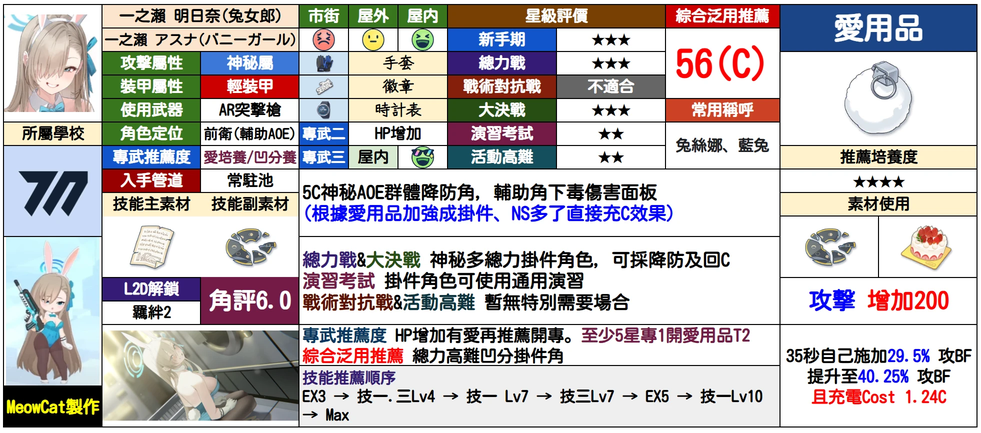 一之瀨 明日奈(兔女郎)
一之瀬 アスナ(バニーガール)
市街 屋外 屋内
星級評價
綜合泛用推薦
愛用品
攻擊屬性 神秘屬
手套
新手期 ★★★
56(C)
裝甲屬性 輕裝甲
徽章
總力戰 ★★★
使用武器 AR突擊槍
時計表
戰術對抗戰 不適合
角色定位 前衛(輔助AOE)
專武二 HP增加
大決戰 ★★★
常用稱呼
專武推薦度 愛培養/凹分養
專武三 屋内
演習考試 ★★
兔絲娜、藍兔
入手管道 常駐池
活動高難 ★★
所屬學校
推薦培養度
★★★★
技能主素材 技能副素材
素材使用
5C神秘AOE群體降防角，輔助角下毒傷害面板
(根據愛用品加強成掛件、NS多了直接充C效果)
總力戰&大決戰 神秘多總力掛件角色，可採降防及回C
演習考試 掛件角色可使用通用演習
戰術對抗戰&活動高難 暫無特別需要場合
L2D解鎖
羈絆2
角評6.0
攻擊 增加200
專武推薦度 HP增加有愛再推薦開專。至少5星專1開愛用品T2
綜合泛用推薦 總力高難凹分掛件角
技能推薦順序
EX3 → 技一.三Lv4 → 技一 Lv7 → 技三Lv7 → EX5 → 技一Lv10
→ Max
35秒自己施加29.5% 攻BF
提升至40.25% 攻BF
且充電Cost 1.24C
MeowCat製作